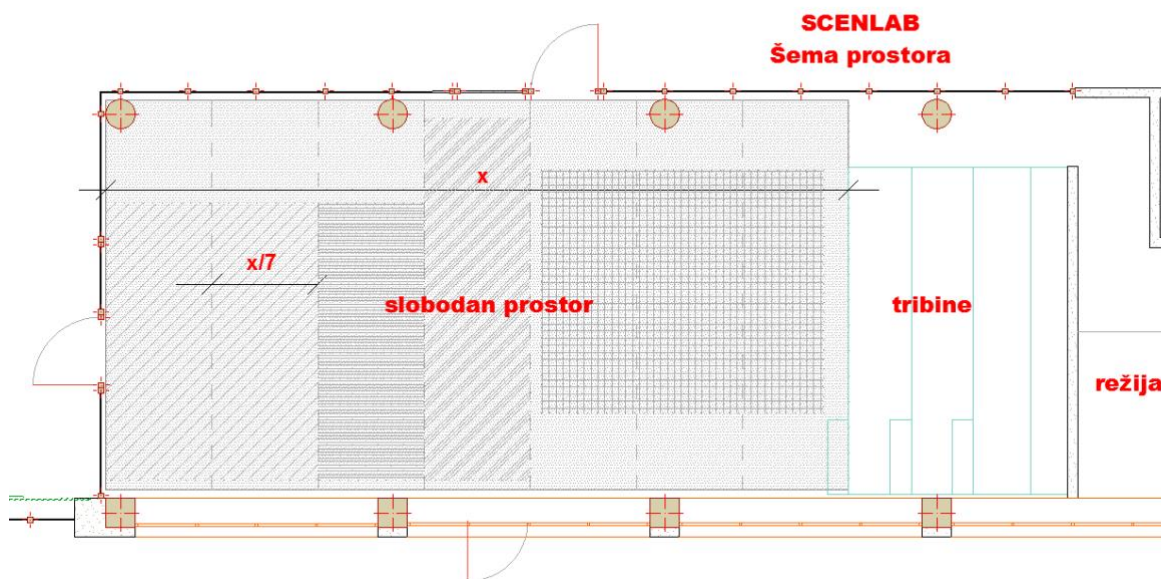 SCENLAB
Šema prostora
x
x/7
slobodan prostor
tribine
režija